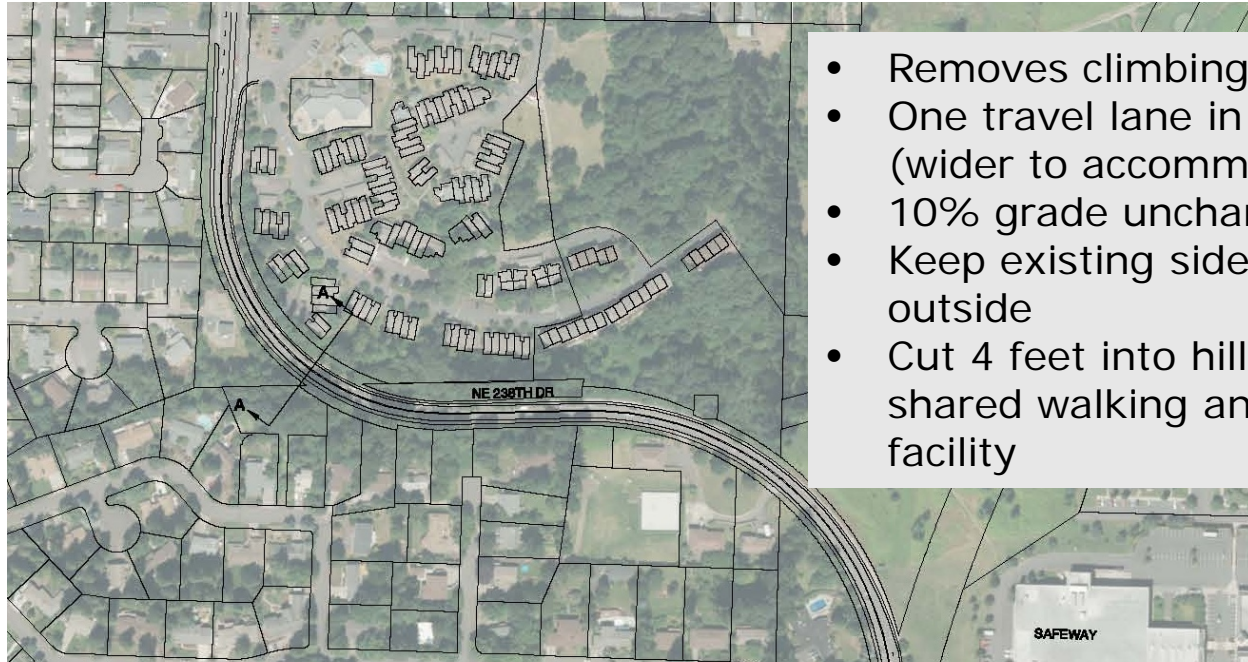 • Removes climbing
• One travel lane in
(wider to accomm
• 10% grade unchan
• Keep existing side
outside
• Cut 4 feet into hill
shared walking an
facility
A
A
NE 238TH DR
SAFEWAY